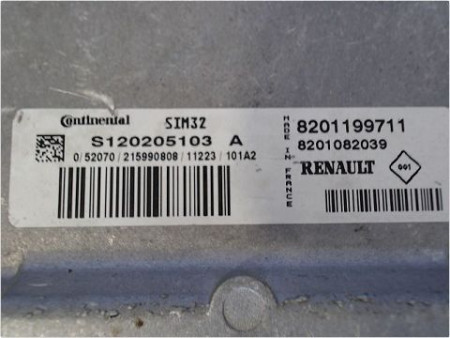 Continental SIM32
S120205103 A
0/52070/215990808/11223/101A2
MADE IN FRANCE
8201199711
8201082039
RENAULT 001